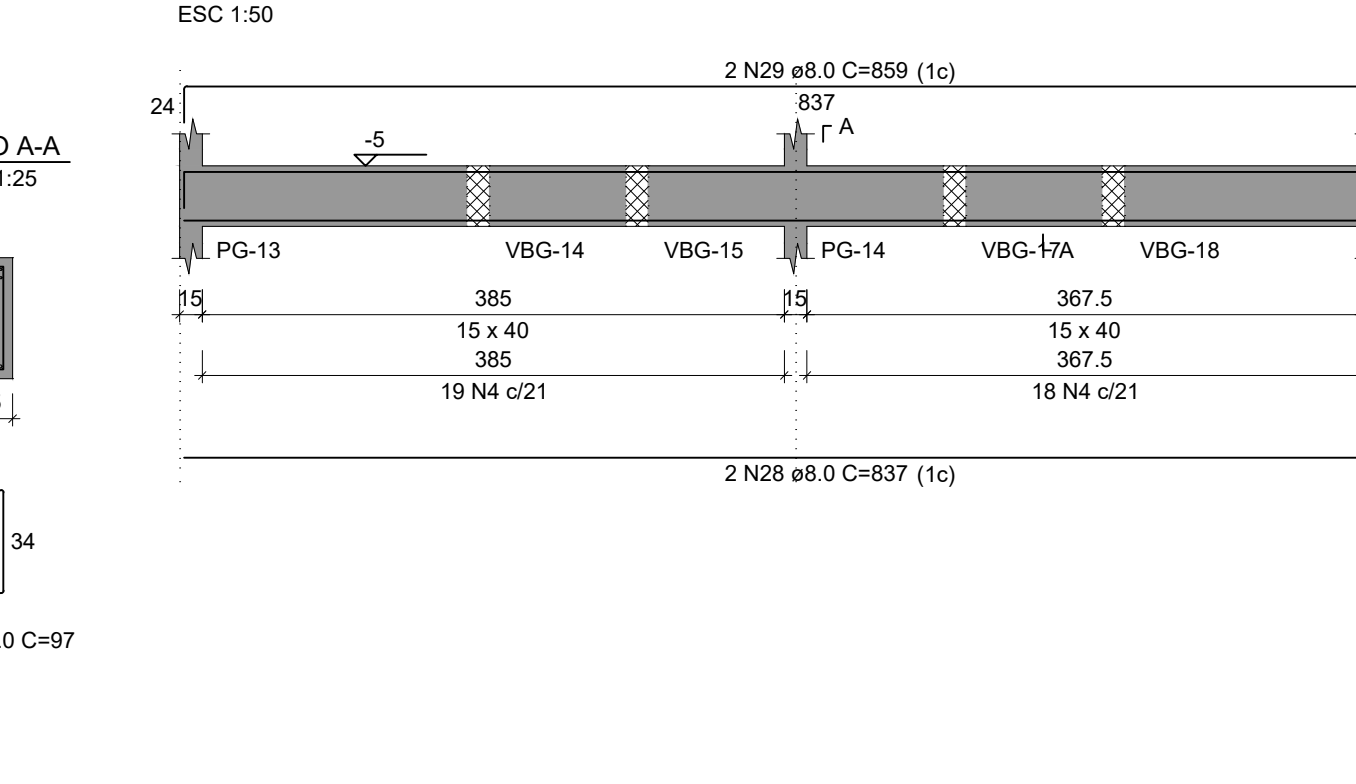 ESC 1:50
2 N29 ø8.0 C=859 (1c)
24
837
A
-5
A-A
1:25
PG-13
VBG-14
VBG-15
PG-14
VBG-17
A
VBG-18
15
385
15
367.5
15 x 40
15 x 40
385
367.5
19 N4 c/21
18 N4 c/21
2 N28 ø8.0 C=837 (1c)
34
.0 C=97